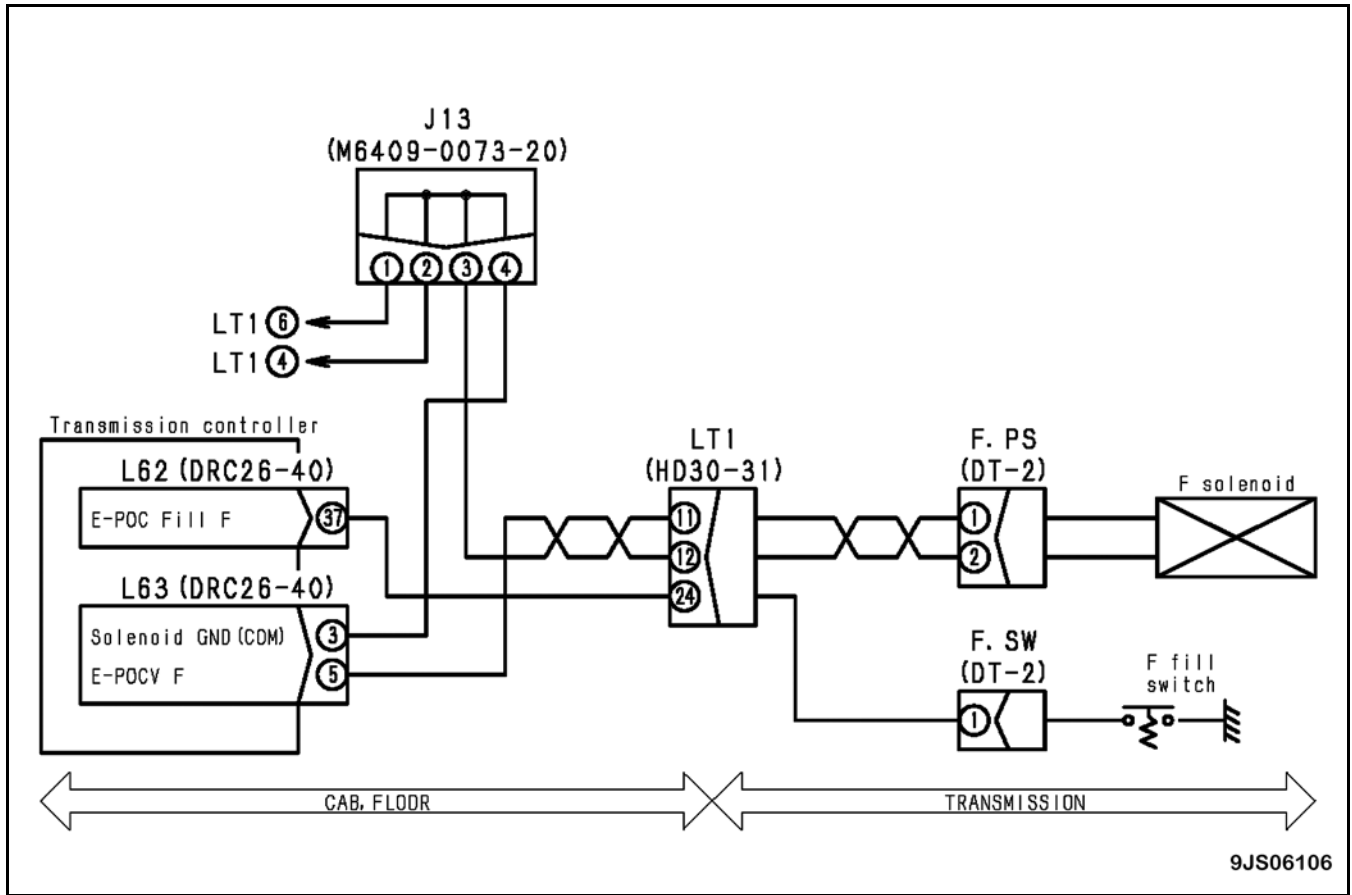 J13
(M6409-0073-20)
1 2 3 4
LT1 6
LT1 4
Transmission controller
L62 (DRC26-40)
E-POC Fill F 37
L63 (DRC26-40)
Solenoid GND (COM) 3
E-POCV F 5
LT1
(HD30-31)
11
12
24
F. PS
(DT-2)
1
2
F solenoid
F. SW
(DT-2)
1
F fill
switch
CAB, FLOOR
TRANSMISSION
9JS06106